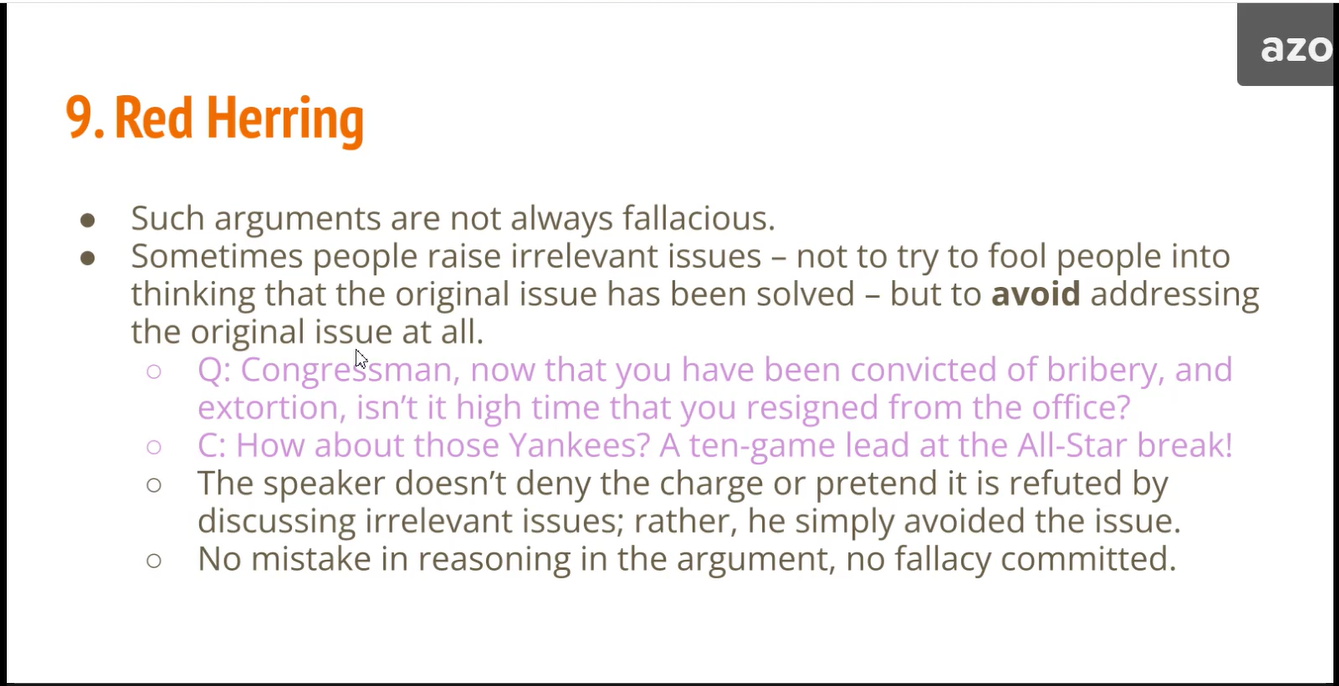 azo
9. Red Herring
● Such arguments are not always fallacious.
● Sometimes people raise irrelevant issues – not to try to fool people into
thinking that the original issue has been solved – but to avoid addressing
the original issue at all.
○ Q: Congressman, now that you have been convicted of bribery, and
extortion, isn’t it high time that you resigned from the office?
○ C: How about those Yankees? A ten-game lead at the All-Star break!
○ The speaker doesn’t deny the charge or pretend it is refuted by
discussing irrelevant issues; rather, he simply avoided the issue.
○ No mistake in reasoning in the argument, no fallacy committed.